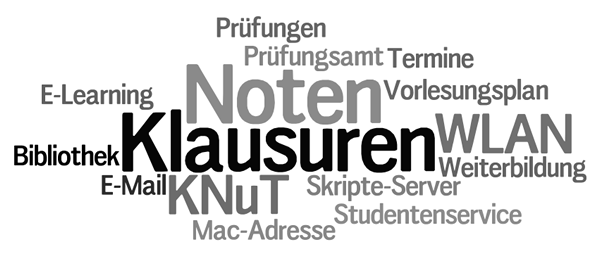 Prüfungen
Prüfungsamt Termine
E-Learning Noten Vorlesungsplan
Bibliothek Klausuren WLAN
Weiterbildung
E-Mail KNuT Skripte-Server
Studentenservice
Mac-Adresse